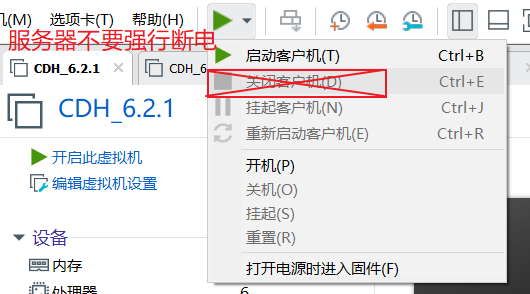 (M) 选项卡(T) 帮助(H)
服务器不要强行断电
CDH_6.2.1
CDH_6
启动客户机(T) Ctrl+B
关闭客户机(D) Ctrl+E
挂起客户机(N) Ctrl+J
重新启动客户机(E) Ctrl+R
开机(P)
关机(O)
挂起(S)
重置(R)
打开电源时进入固件(F)
CDH_6.2.1
开启此虚拟机
编辑虚拟机设置
设备
内存
处理器
6